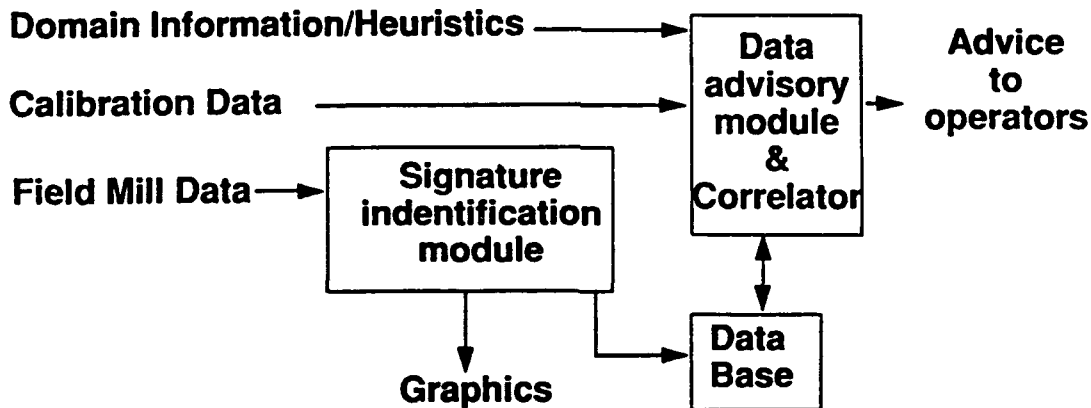 Domain Information/Heuristics
Calibration Data
Field Mill Data
Signature
indentification
module
Data
advisory
module
&
Correlator
Advice
to
operators
Graphics
Data
Base